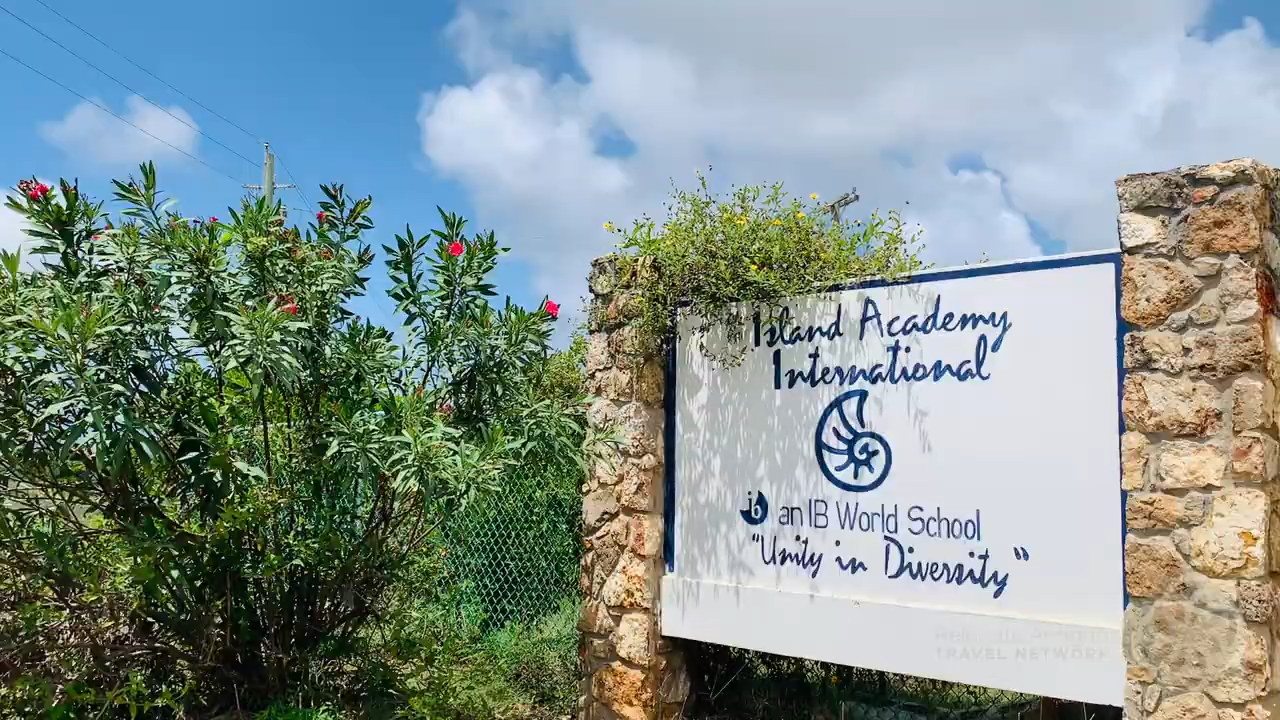 Island Academy
International
ib an IB World School
"Unity in Diversity"
TRAVEL NETWORK